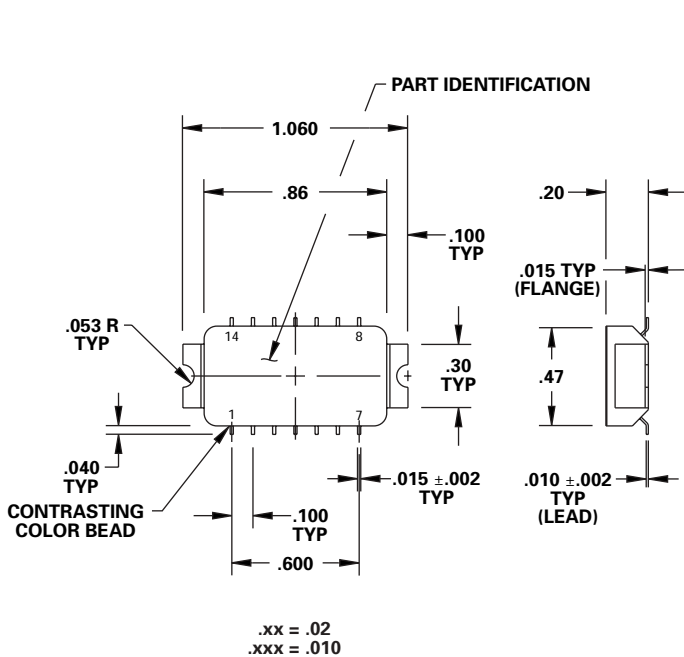 PART IDENTIFICATION
1.060
.86
.20
.100
TYP
.015 TYP
(FLANGE)
.053 R
TYP
14
8
.30
TYP
.47
1
7
.040
TYP
.015 ±.002
TYP
.010 ±.002
TYP
(LEAD)
CONTRASTING
COLOR BEAD
.100
TYP
.600
.xx = .02
.xxx = .010